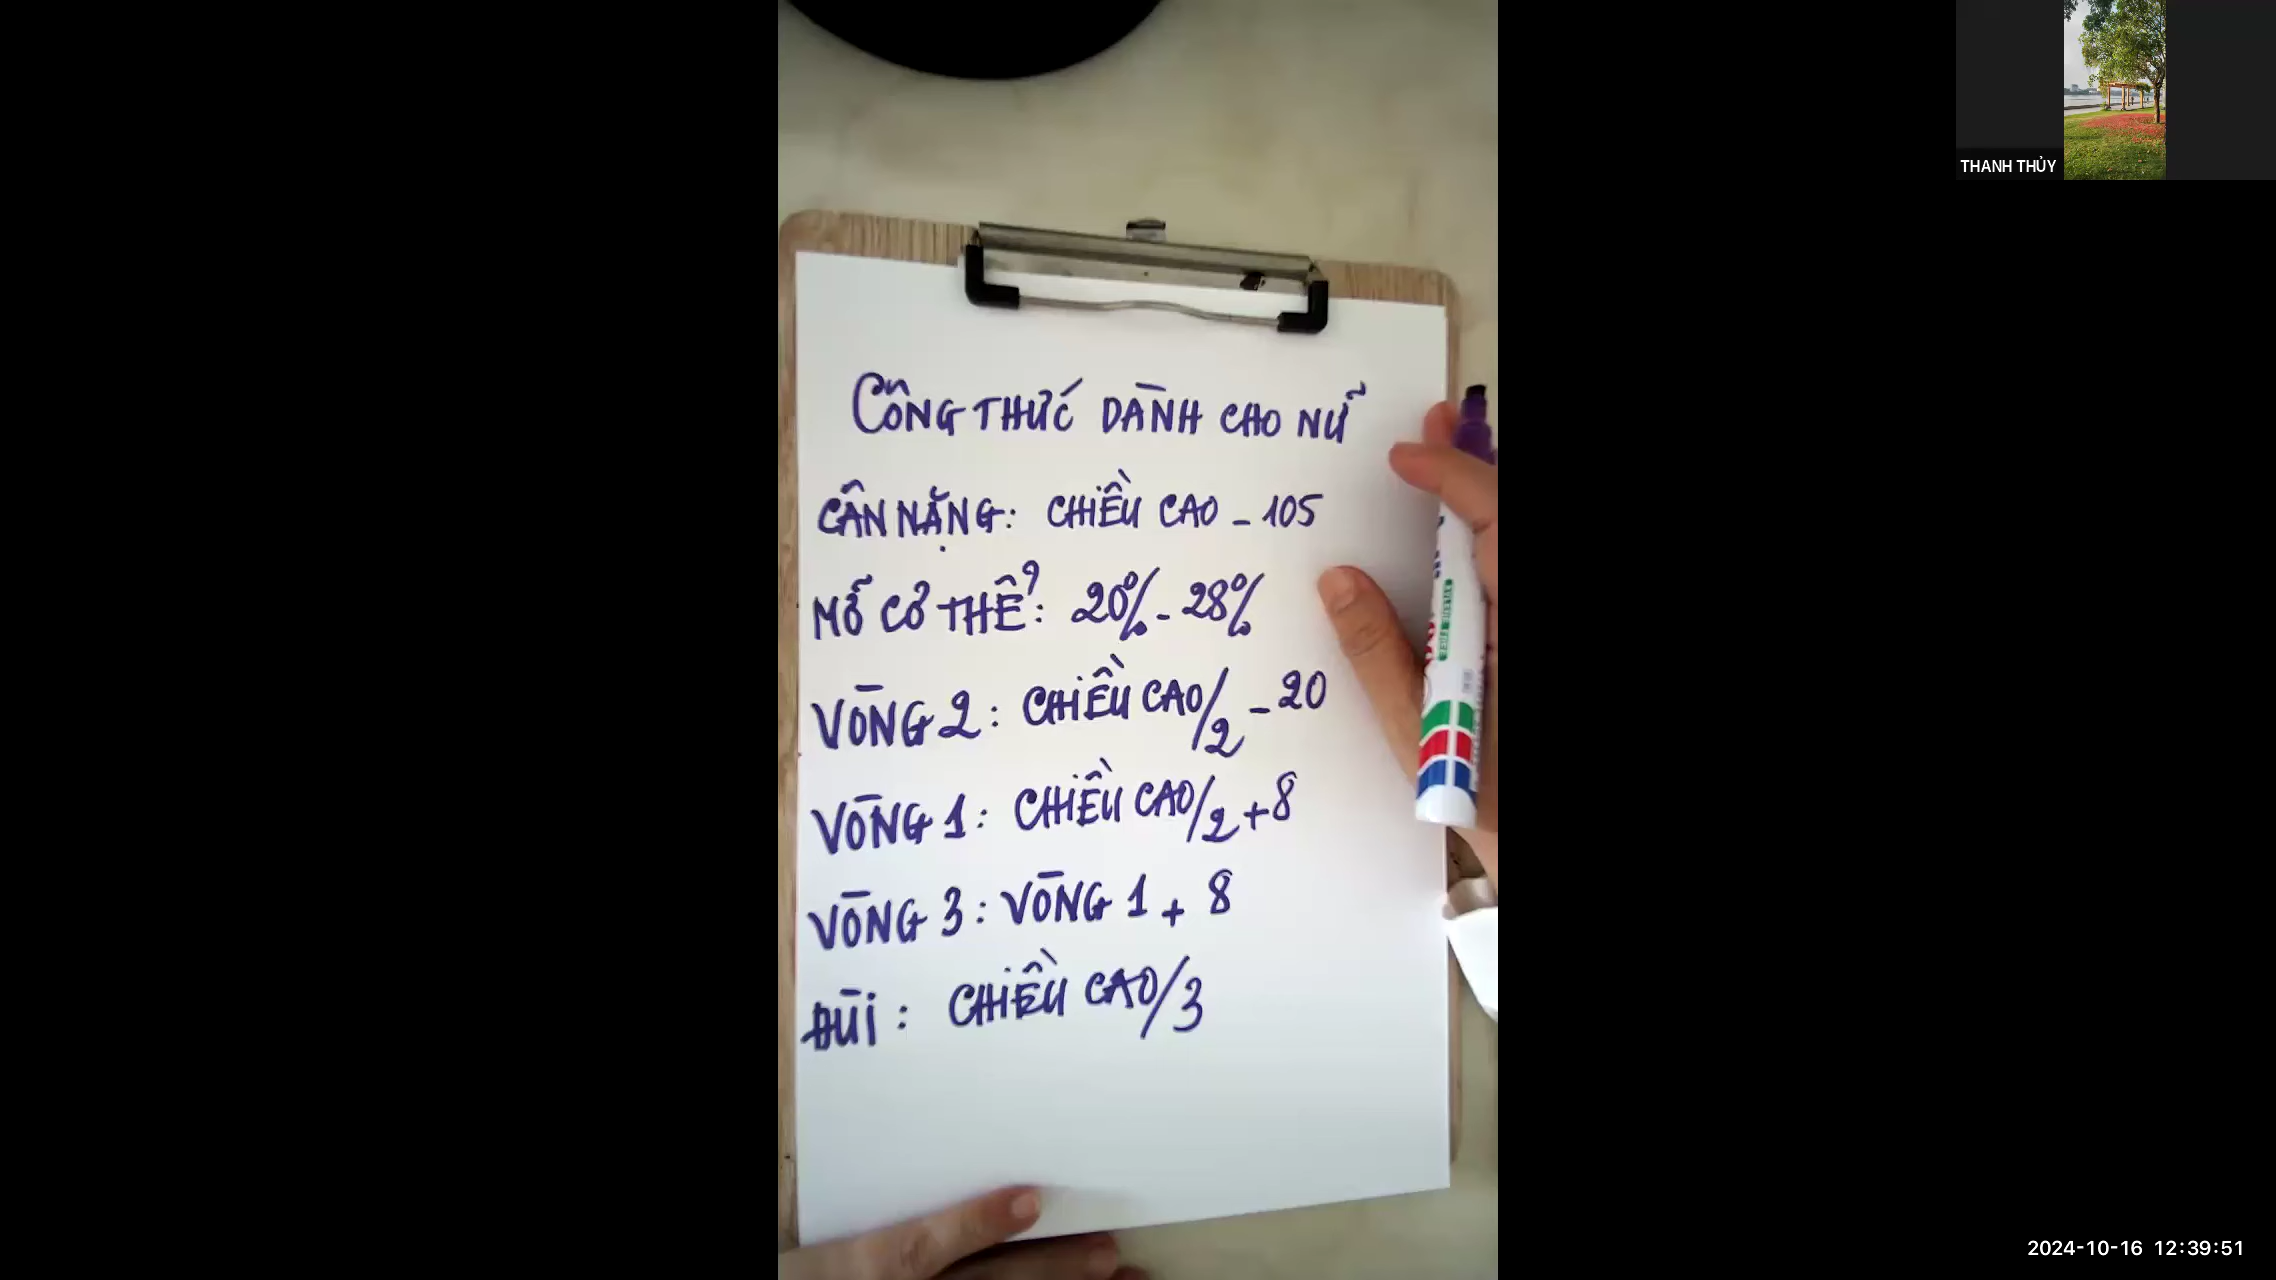 THANH THỦY
CÔNG THỨC DÀNH CHO NỮ
CÂN NẶNG: CHIỀU CAO - 105
MỠ CƠ THỂ: 20% - 28%
VÒNG 2: CHIỀU CAO/2 - 20
VÒNG 1: CHIỀU CAO/2 + 8
VÒNG 3: VÒNG 1 + 8
ĐÙI: CHIỀU CAO/3
2024-10-16 12:39:51